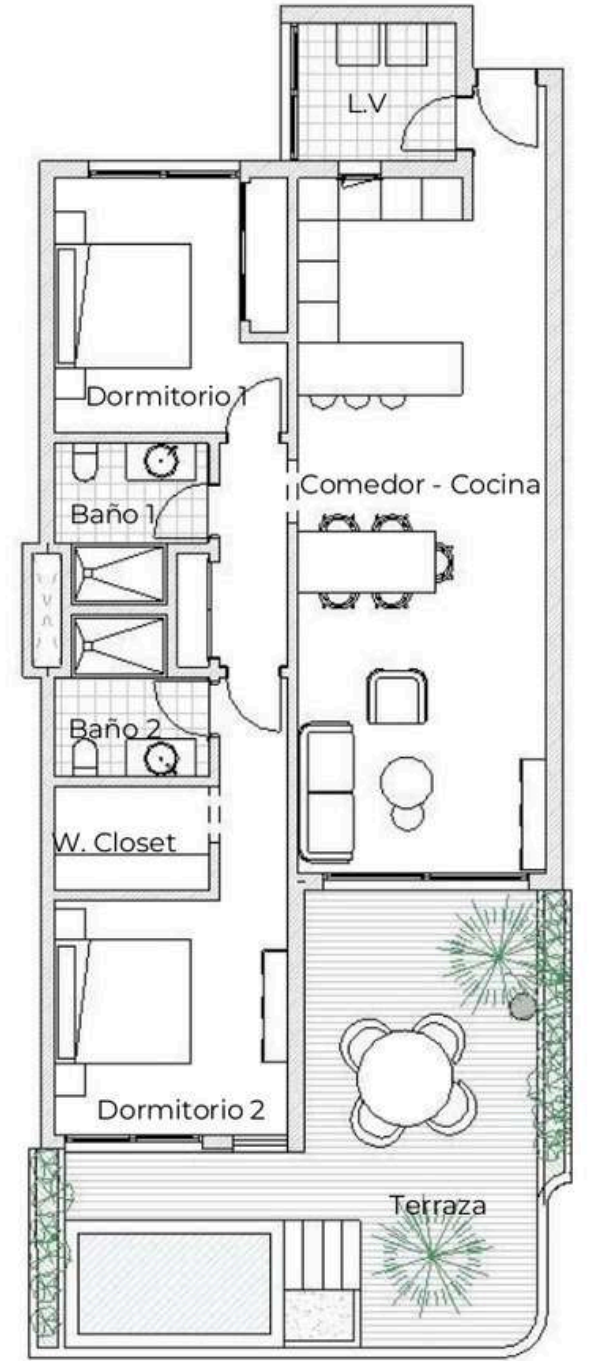 L.V
Dormitorio 1
Comedor - Cocina
Baño 1
Baño 2
W. Closet
Dormitorio 2
Terraza